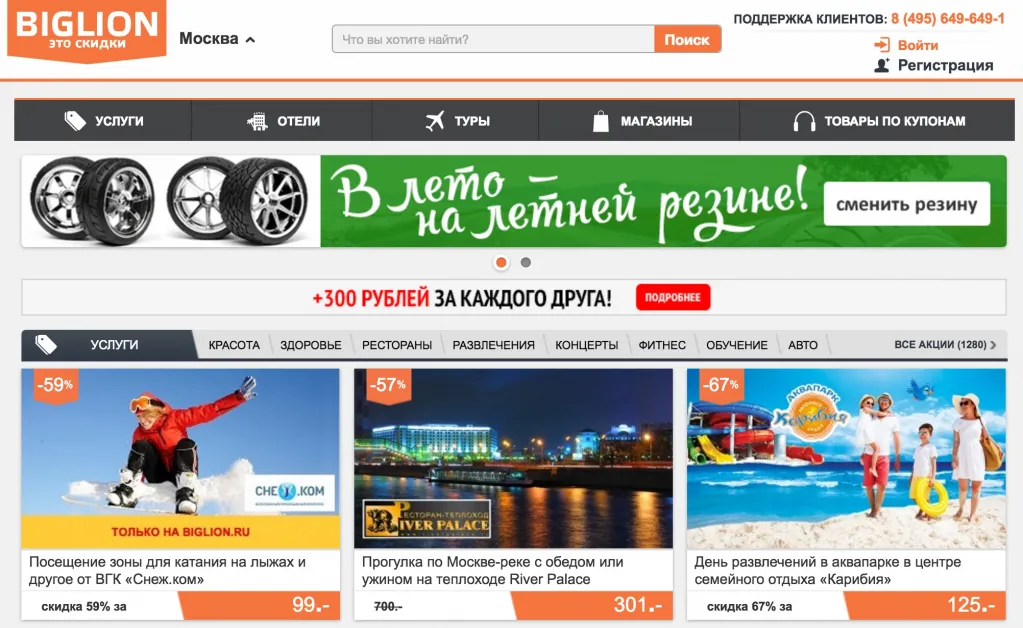 BIGLION
ЭТО СКИДКИ
Москва
Что вы хотите найти?
Поиск
ПОДДЕРЖКА КЛИЕНТОВ: 8 (495) 649-649-1
Войти
Регистрация
УСЛУГИ
ОТЕЛИ
ТУРЫ
МАГАЗИНЫ
ТОВАРЫ ПО КУПОНАМ
В лето –
на летней резине!
сменить резину
+300 РУБЛЕЙ ЗА КАЖДОГО ДРУГА!
ПОДРОБНЕЕ
УСЛУГИ
КРАСОТА
ЗДОРОВЬЕ
РЕСТОРАНЫ
РАЗВЛЕЧЕНИЯ
КОНЦЕРТЫ
ФИТНЕС
ОБУЧЕНИЕ
АВТО
ВСЕ АКЦИИ (1280)
-59%
СНЕЖ.КОМ
ТОЛЬКО НА BIGLION.RU
Посещение зоны для катания на лыжах и
другое от ВГК «Снеж.ком»
скидка 59% за
99.-
-57%
РЕСТОРАН-ТЕПЛОХОД
RIVER PALACE
Прогулка по Москве-реке с обедом или
ужином на теплоходе River Palace
700.-
301.-
-67%
АКВАПАРК
Карибия
День развлечений в аквапарке в центре
семейного отдыха «Карибия»
скидка 67% за
125.-